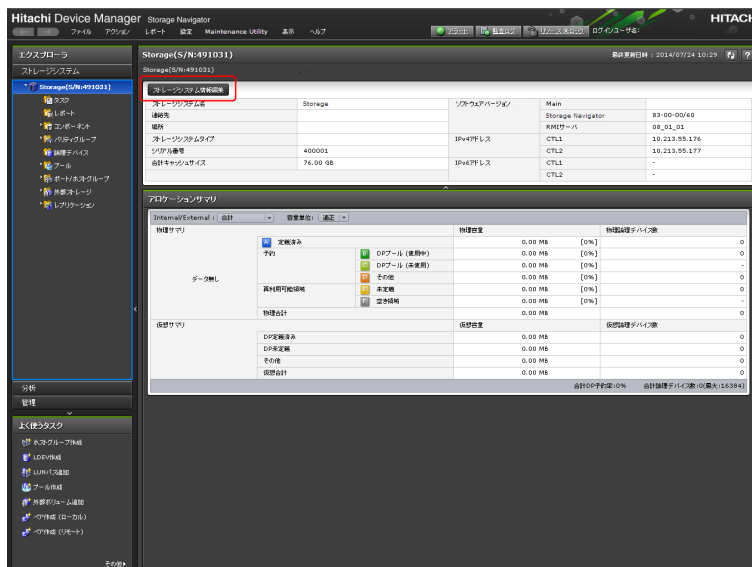 Hitachi Device Manager Storage Navigator
HITACHI
ファイル アクション レポート 設定 Maintenance Utility 表示 ヘルプ
アラート 監査ログ リソース未ロック ログインユーザ名:
エクスプローラ
ストレージシステム
Storage(S/N:491031)
タスク
レポート
コンポーネント
パリティグループ
論理デバイス
プール
ポート/ホストグループ
外部ストレージ
レプリケーション
分析
管理
よく使うタスク
ホストグループ作成
LDEV作成
LUNパス追加
プール作成
外部ボリューム追加
ペア作成 (ローカル)
ペア作成 (リモート)
その他
Storage(S/N:491031)
最終更新日時 : 2014/07/24 10:29
Storage(S/N:491031)
ストレージシステム情報編集
ストレージシステム名 Storage ソフトウェアバージョン Main
連絡先 Storage Navigator 83-00-00/60
場所 RMIサーバ 08_01_01
ストレージシステムタイプ IPv4アドレス CTL1 10.213.55.176
シリアル番号 400001 CTL2 10.213.55.177
合計キャッシュサイズ 76.00 GB IPv6アドレス CTL1 -
CTL2 -
アロケーションサマリ
Internal/External : 合計 容量単位: 適正
物理サマリ 物理容量 物理論理デバイス数
データ無し
A 定義済み 0.00 MB [0%] 0
予約 B DPプール (使用中) 0.00 MB [0%] 0
C DPプール (未使用) 0.00 MB [0%] -
D その他 0.00 MB [0%] 0
再利用可能領域 E 未定義 0.00 MB [0%] 0
F 空き領域 0.00 MB [0%] -
物理合計 0.00 MB 0
仮想サマリ 仮想容量 仮想論理デバイス数
DP定義済み 0.00 MB 0
DP未定義 0.00 MB 0
その他 0.00 MB 0
仮想合計 0.00 MB 0
合計DP予約率:0% 合計論理デバイス数:0(最大:16384)